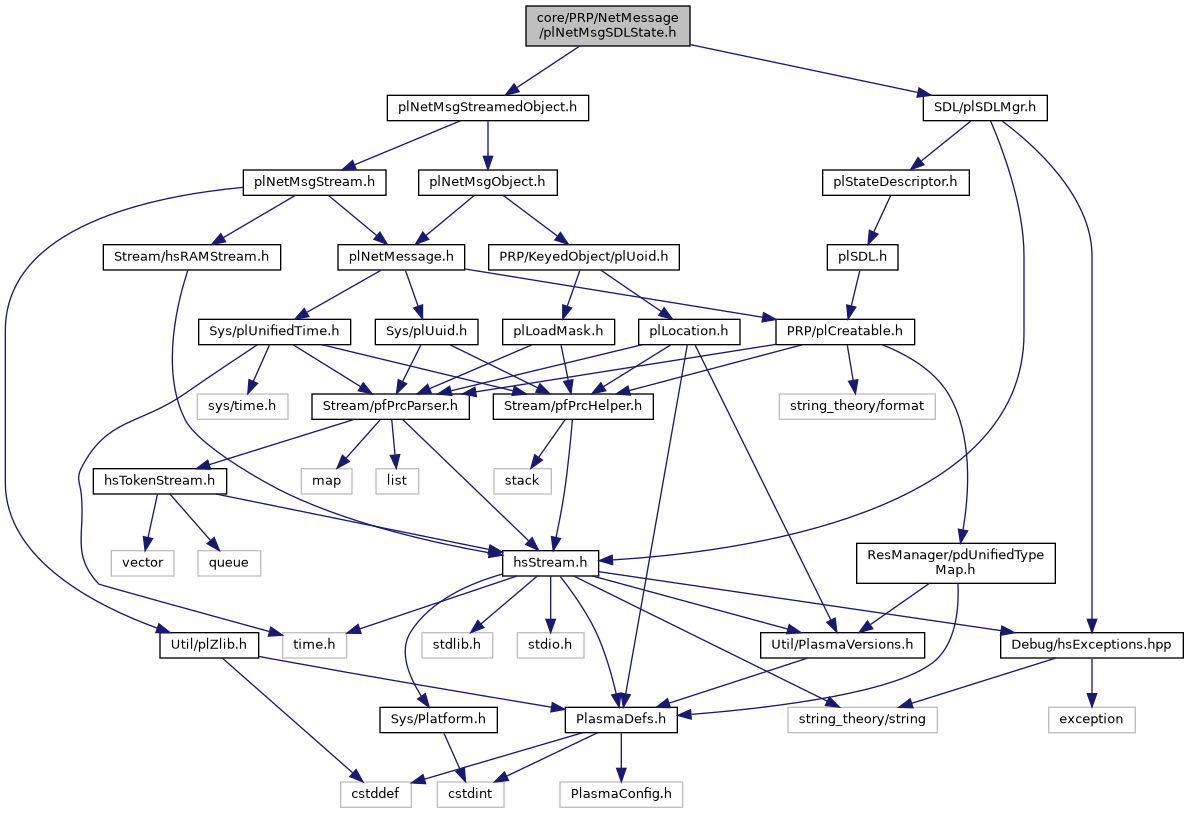 core/PRP/NetMessage
/plNetMsgSDLState.h
plNetMsgStreamedObject.h
SDL/plSDLMgr.h
plNetMsgStream.h
plNetMsgObject.h
plStateDescriptor.h
Stream/hsRAMStream.h
plNetMessage.h
PRP/KeyedObject/plUoid.h
plSDL.h
Sys/plUnifiedTime.h
Sys/plUuid.h
plLoadMask.h
plLocation.h
PRP/plCreatable.h
sys/time.h
Stream/pfPrcParser.h
Stream/pfPrcHelper.h
string_theory/format
hsTokenStream.h
map
list
stack
vector
queue
hsStream.h
ResManager/pdUnifiedType
Map.h
Util/plZlib.h
time.h
stdlib.h
stdio.h
Util/PlasmaVersions.h
Debug/hsExceptions.hpp
Sys/Platform.h
PlasmaDefs.h
string_theory/string
exception
cstddef
cstdint
PlasmaConfig.h